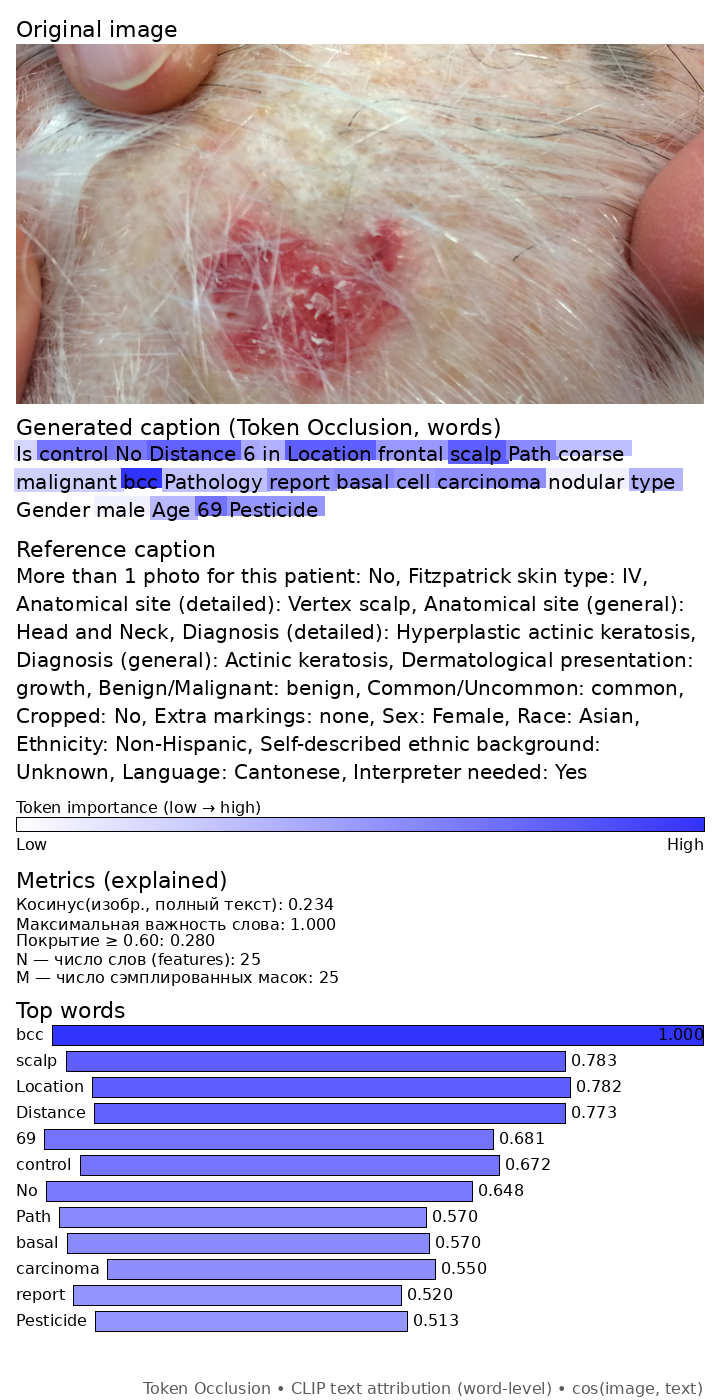 Original image
Generated caption (Token Occlusion, words)
Is control No Distance 6 in Location frontal scalp Path coarse
malignant bcc Pathology report basal cell carcinoma nodular type
Gender male Age 69 Pesticide
Reference caption
More than 1 photo for this patient: No, Fitzpatrick skin type: IV,
Anatomical site (detailed): Vertex scalp, Anatomical site (general):
Head and Neck, Diagnosis (detailed): Hyperplastic actinic keratosis,
Diagnosis (general): Actinic keratosis, Dermatological presentation:
growth, Benign/Malignant: benign, Common/Uncommon: common,
Cropped: No, Extra markings: none, Sex: Female, Race: Asian,
Ethnicity: Non-Hispanic, Self-described ethnic background:
Unknown, Language: Cantonese, Interpreter needed: Yes
Token importance (low → high)
Low High
Metrics (explained)
Косинус(изобр., полный текст): 0.234
Максимальная важность слова: 1.000
Покрытие ≥ 0.60: 0.280
N — число слов (features): 25
M — число сэмплированных масок: 25
Top words
bcc 1.000
scalp 0.783
Location 0.782
Distance 0.773
69 0.681
control 0.672
No 0.648
Path 0.570
basal 0.570
carcinoma 0.550
report 0.520
Pesticide 0.513
Token Occlusion • CLIP text attribution (word-level) • cos(image, text)